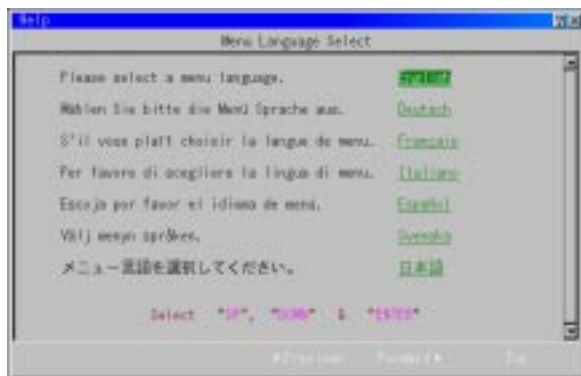 Help
Menu Language Select
Please select a menu language. English
Wählen Sie bitte die Menü Sprache aus. Deutsch
S'il vous plaît choisir la langue de menu. Français
Per favore di scegliere la lingua di menu. Italiano
Escoja por favor el idioma de menú. Español
Välj menyn språken. Svenska
メニュー言語を選択してください。 日本語
Select "UP", "DOWN" & "ENTER"
◄Previous Forward► Top